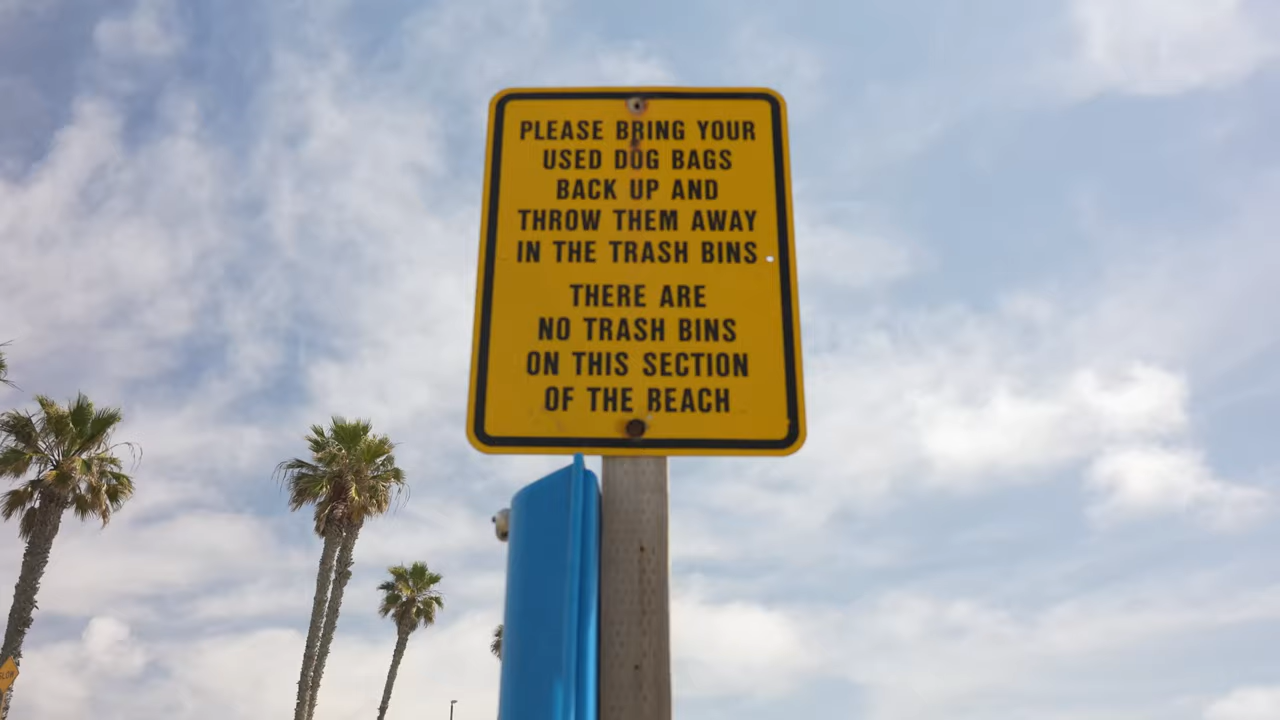 PLEASE BRING YOUR
USED DOG BAGS
BACK UP AND
THROW THEM AWAY
IN THE TRASH BINS
THERE ARE
NO TRASH BINS
ON THIS SECTION
OF THE BEACH
SLOW